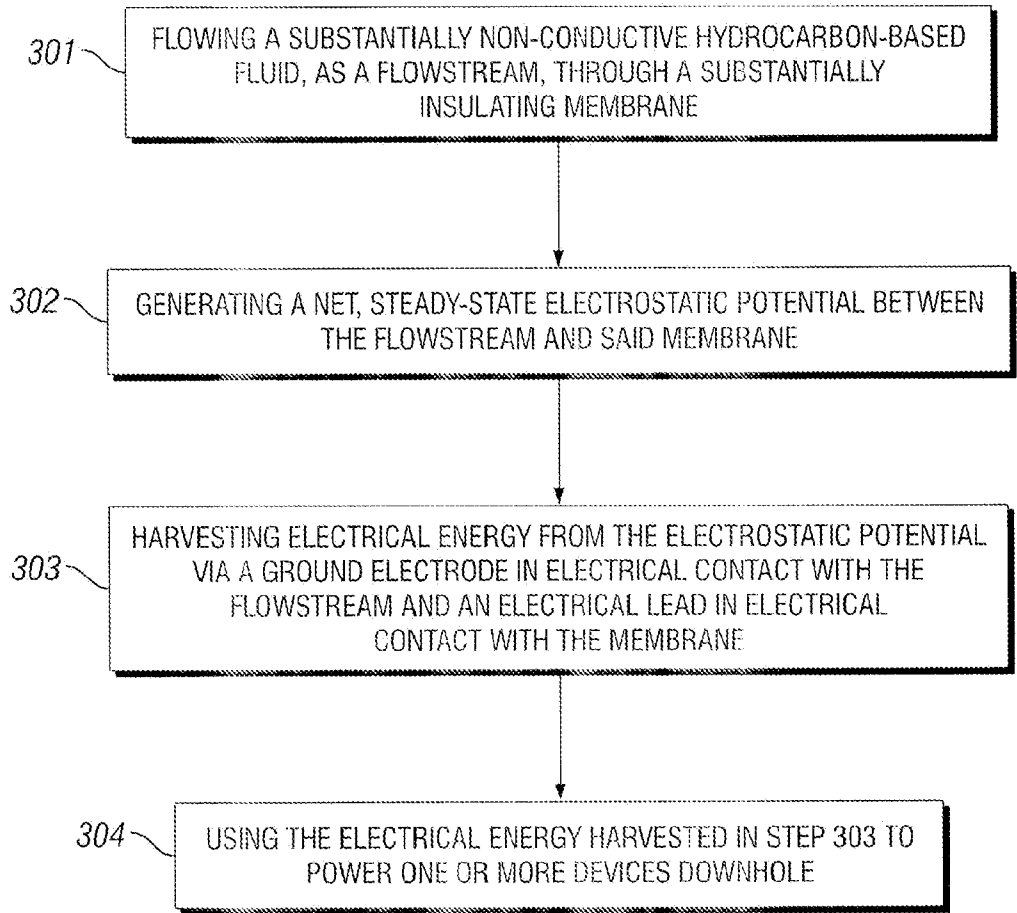 301
FLOWING A SUBSTANTIALLY NON-CONDUCTIVE HYDROCARBON-BASED
FLUID, AS A FLOWSTREAM, THROUGH A SUBSTANTIALLY
INSULATING MEMBRANE
302
GENERATING A NET, STEADY-STATE ELECTROSTATIC POTENTIAL BETWEEN
THE FLOWSTREAM AND SAID MEMBRANE
303
HARVESTING ELECTRICAL ENERGY FROM THE ELECTROSTATIC POTENTIAL
VIA A GROUND ELECTRODE IN ELECTRICAL CONTACT WITH THE
FLOWSTREAM AND AN ELECTRICAL LEAD IN ELECTRICAL
CONTACT WITH THE MEMBRANE
304
USING THE ELECTRICAL ENERGY HARVESTED IN STEP 303 TO
POWER ONE OR MORE DEVICES DOWNHOLE